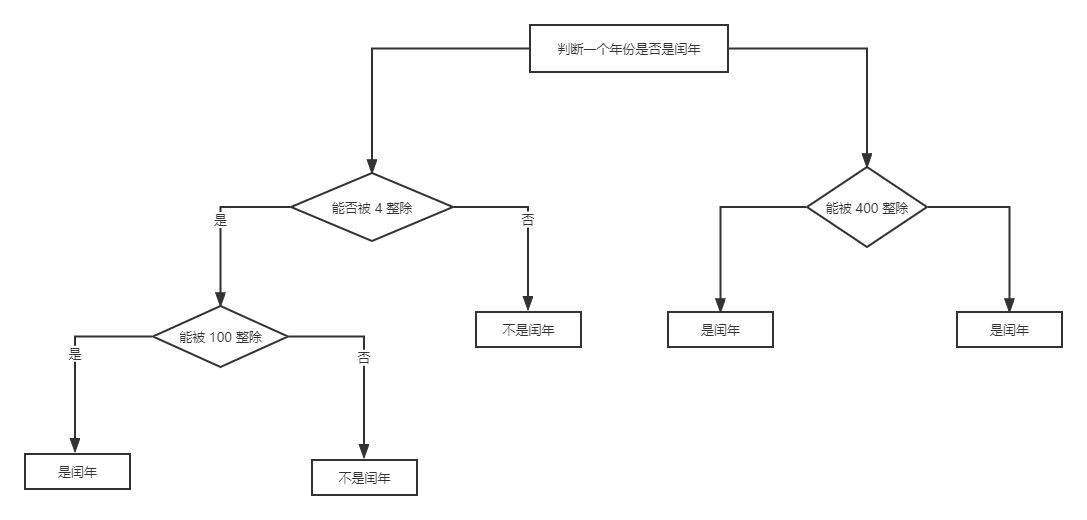 判断一个年份是否是闰年
能否被 4 整除
能被 400 整除
是
否
能被 100 整除
不是闰年
是闰年
是闰年
是
否
是闰年
不是闰年